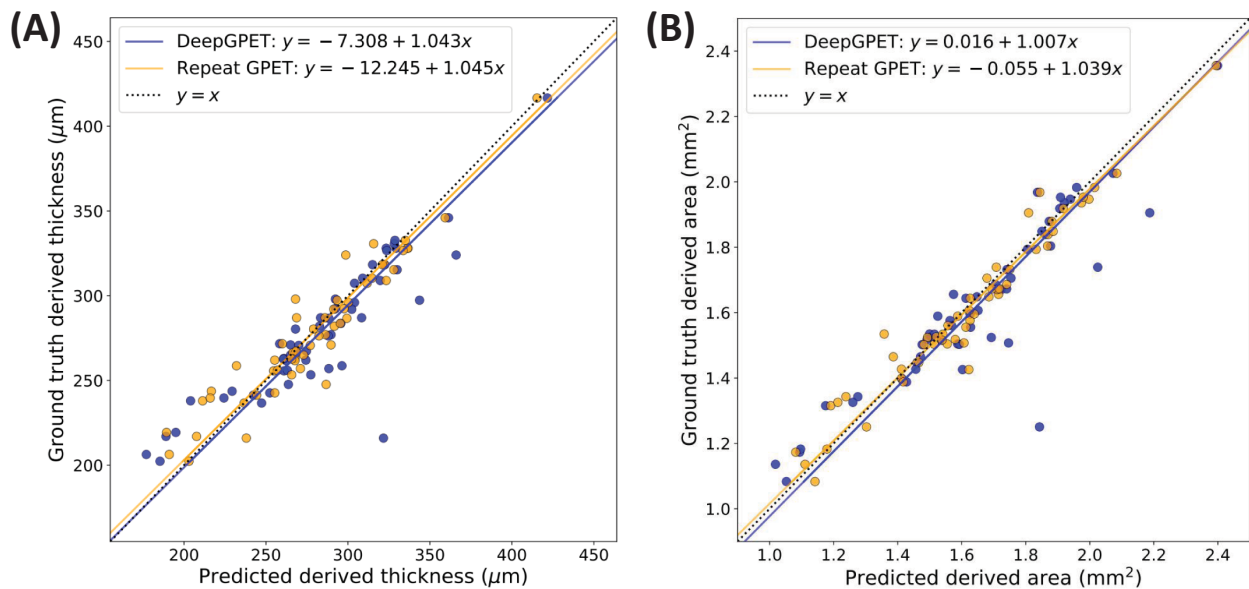 (A)
DeepGPET: y = − 7.308 + 1.043x
Repeat GPET: y = − 12.245 + 1.045x
y = x
Ground truth derived thickness (μm)
450
400
350
300
250
200
200 250 300 350 400 450
Predicted derived thickness (μm)
(B)
DeepGPET: y = 0.016 + 1.007x
Repeat GPET: y = −0.055 + 1.039x
y = x
Ground truth derived area (mm²)
2.4
2.2
2.0
1.8
1.6
1.4
1.2
1.0
1.0 1.2 1.4 1.6 1.8 2.0 2.2 2.4
Predicted derived area (mm²)